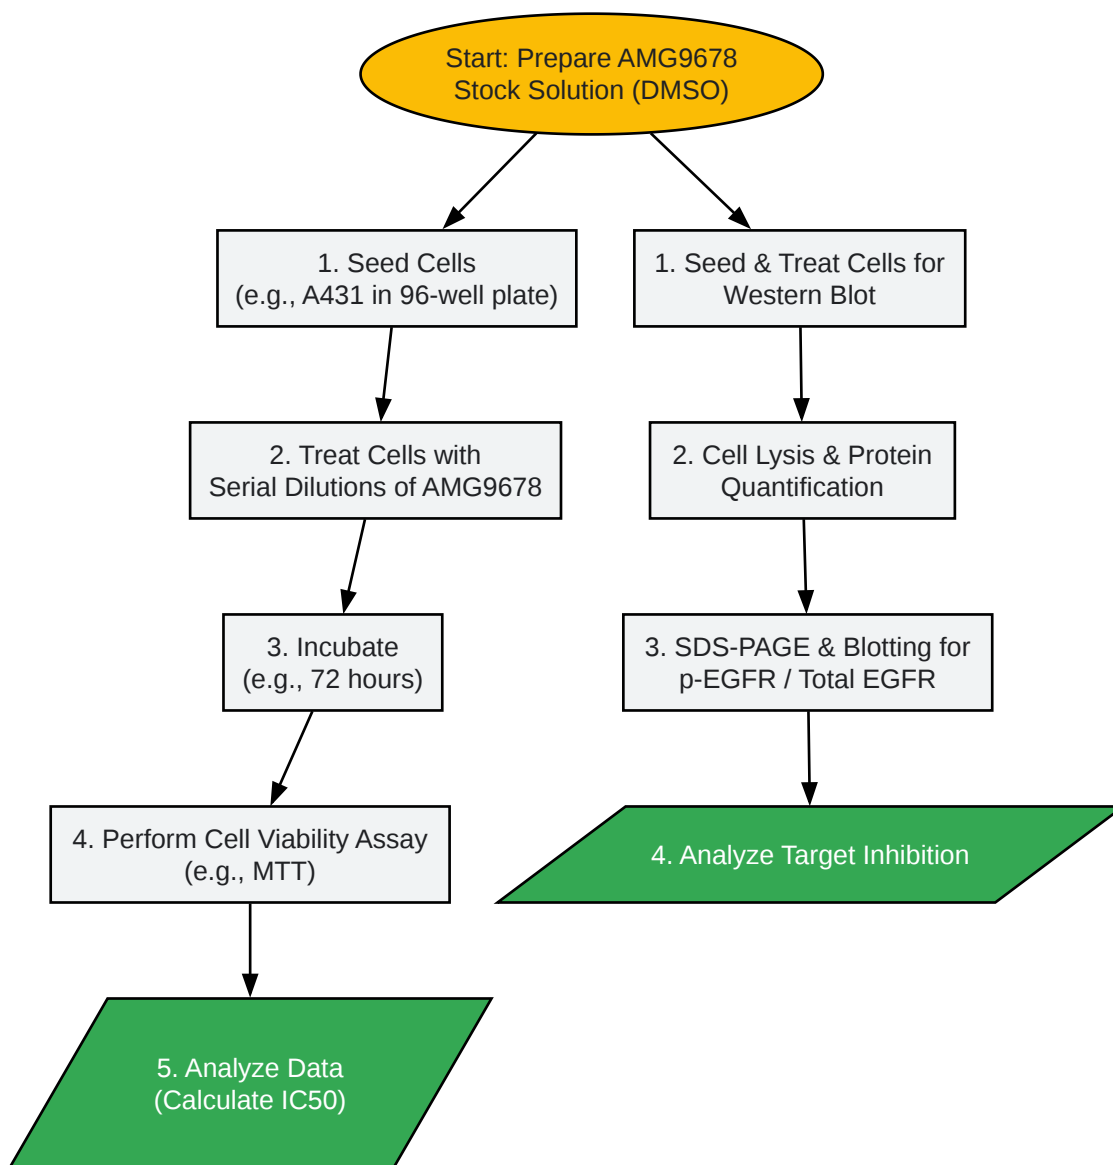 Start: Prepare AMG9678
Stock Solution (DMSO)
1. Seed Cells
(e.g., A431 in 96-well plate)
2. Treat Cells with
Serial Dilutions of AMG9678
3. Incubate
(e.g., 72 hours)
4. Perform Cell Viability Assay
(e.g., MTT)
5. Analyze Data
(Calculate IC50)
1. Seed & Treat Cells for
Western Blot
2. Cell Lysis & Protein
Quantification
3. SDS-PAGE & Blotting for
p-EGFR / Total EGFR
4. Analyze Target Inhibition